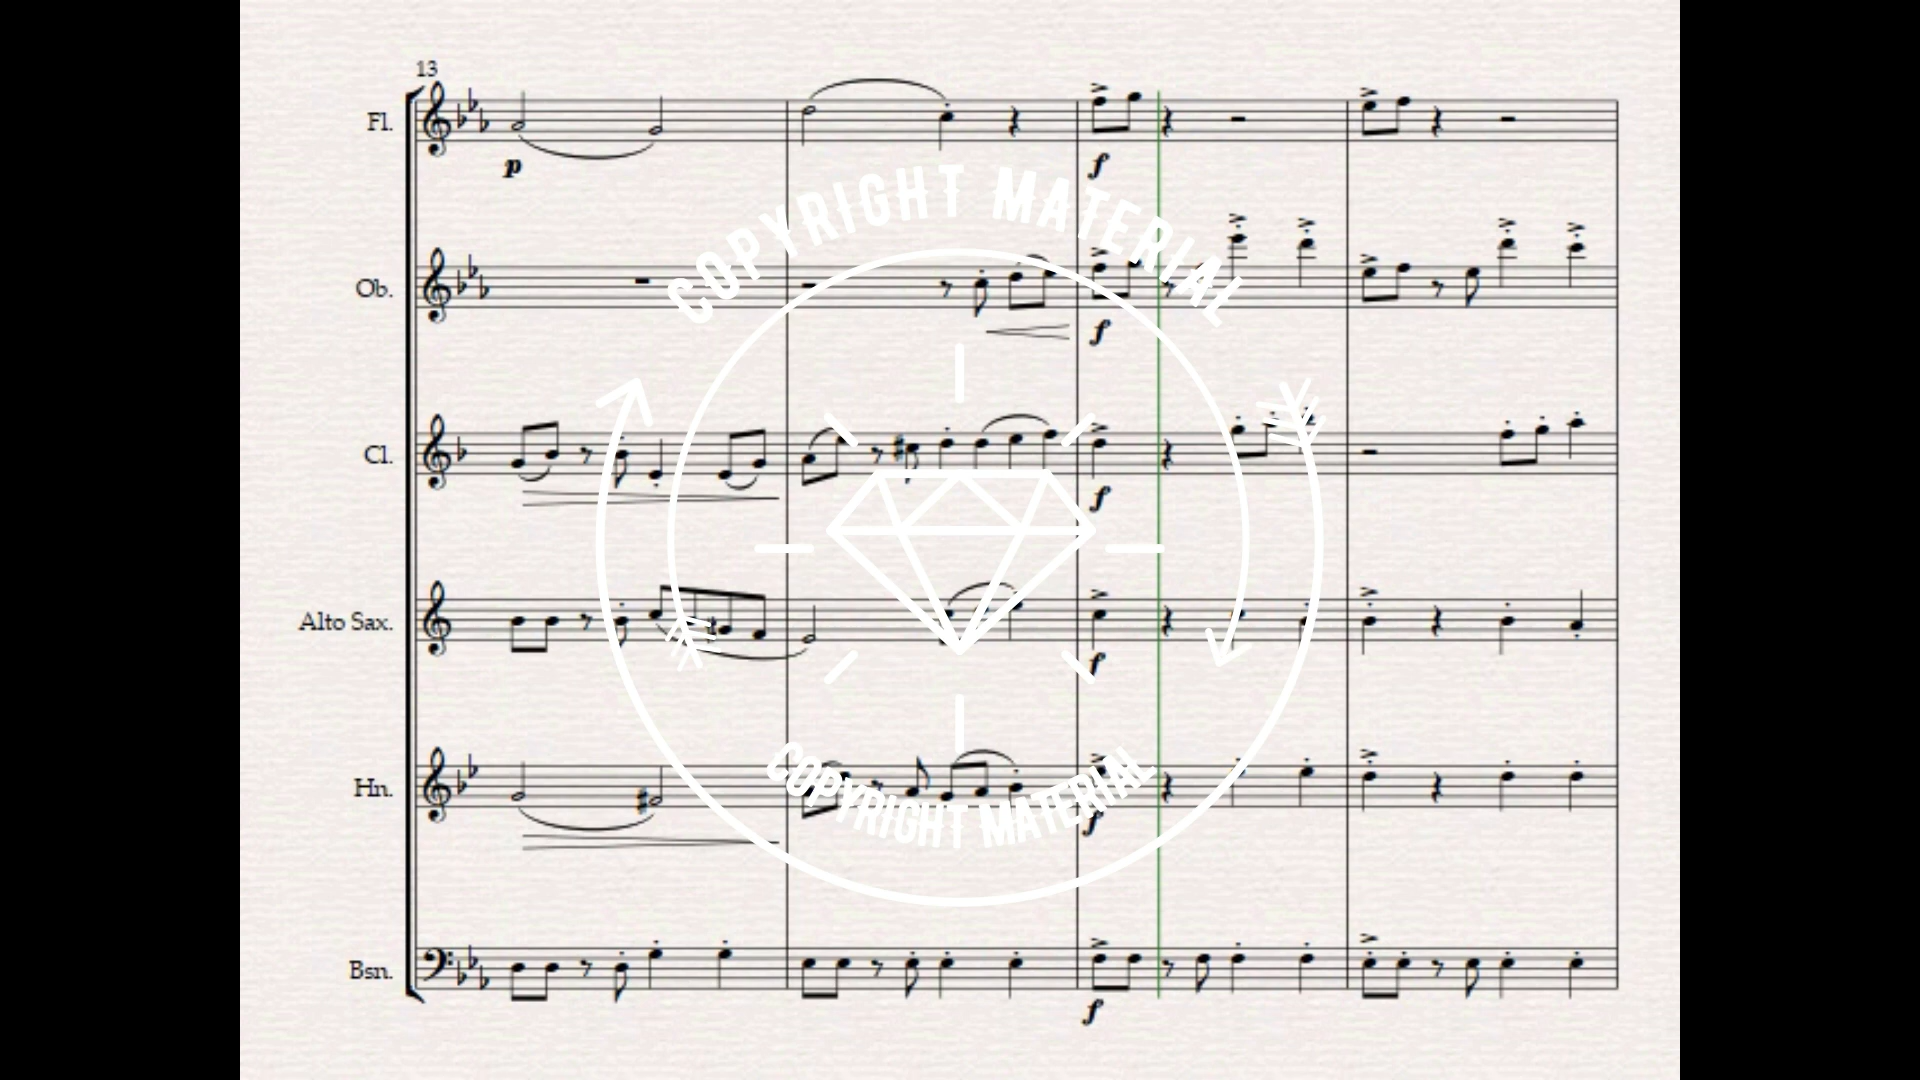 13
Fl.
p
f
COPYRIGHT MATERIAL
Ob.
f
Cl.
f
Alto Sax.
f
Hn.
COPYRIGHT MATERIAL
f
Bsn.
f